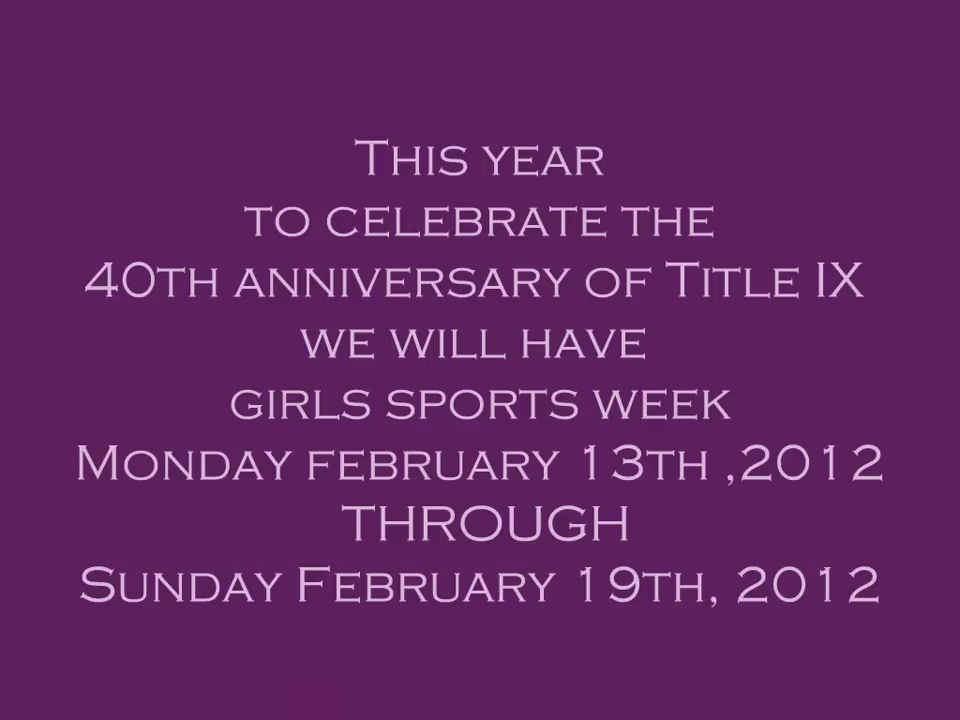 This year
to celebrate the
40th anniversary of Title IX
we will have
girls sports week
Monday february 13th ,2012
THROUGH
Sunday February 19th, 2012